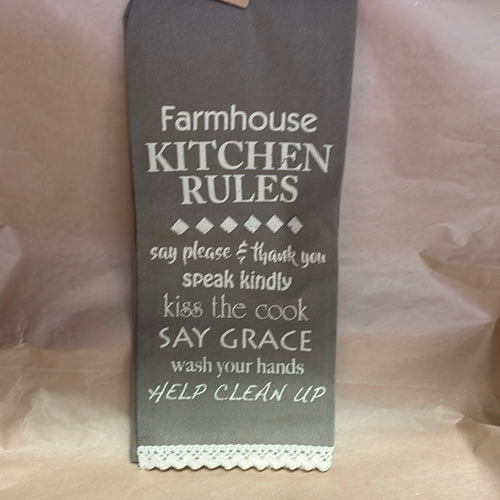 Farmhouse
KITCHEN
RULES
say please & thank you
speak kindly
kiss the cook
SAY GRACE
wash your hands
HELP CLEAN UP